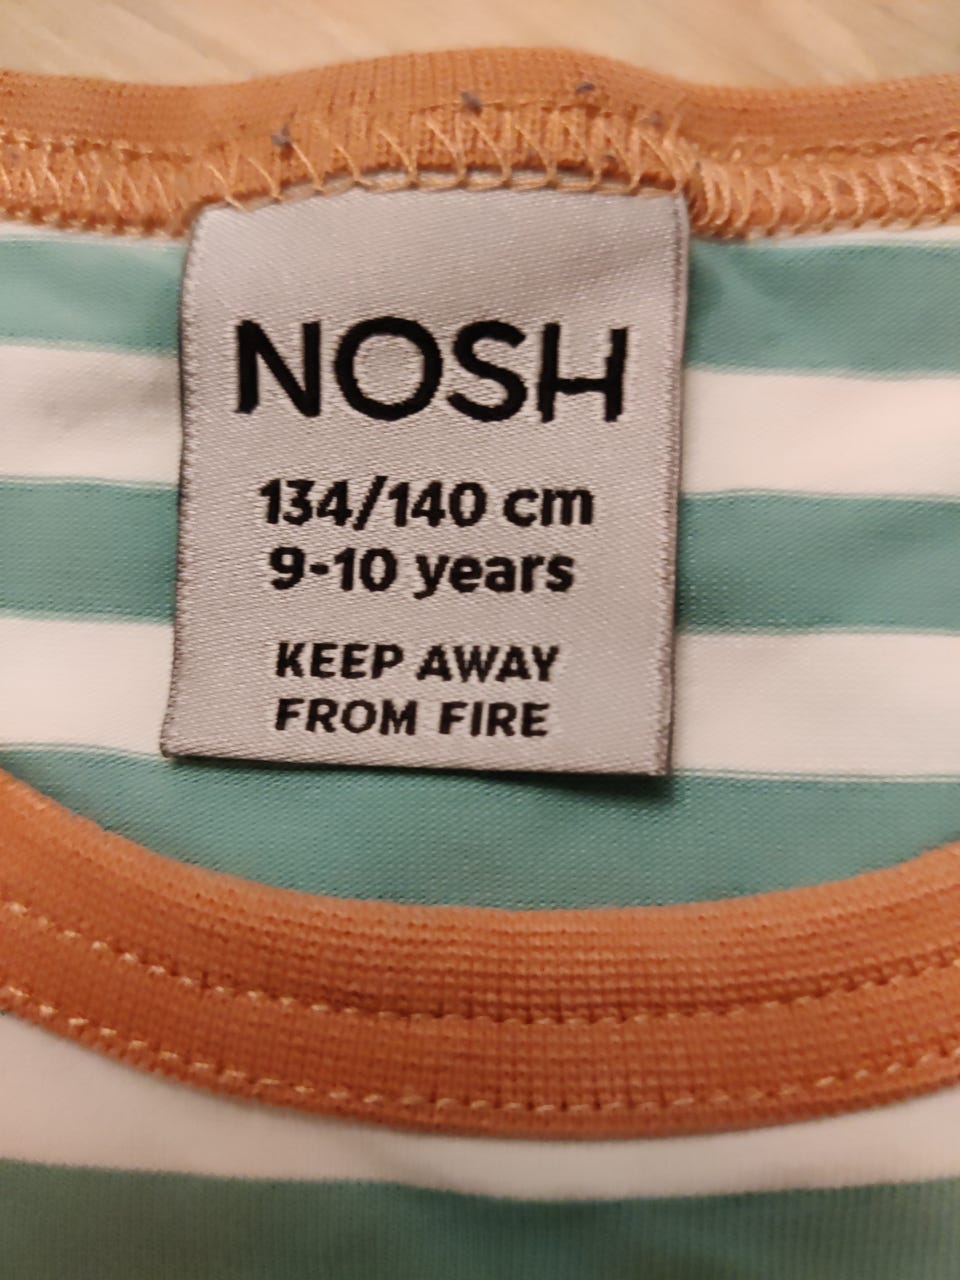 NOSH
134/140 cm
9-10 years
KEEP AWAY
FROM FIRE